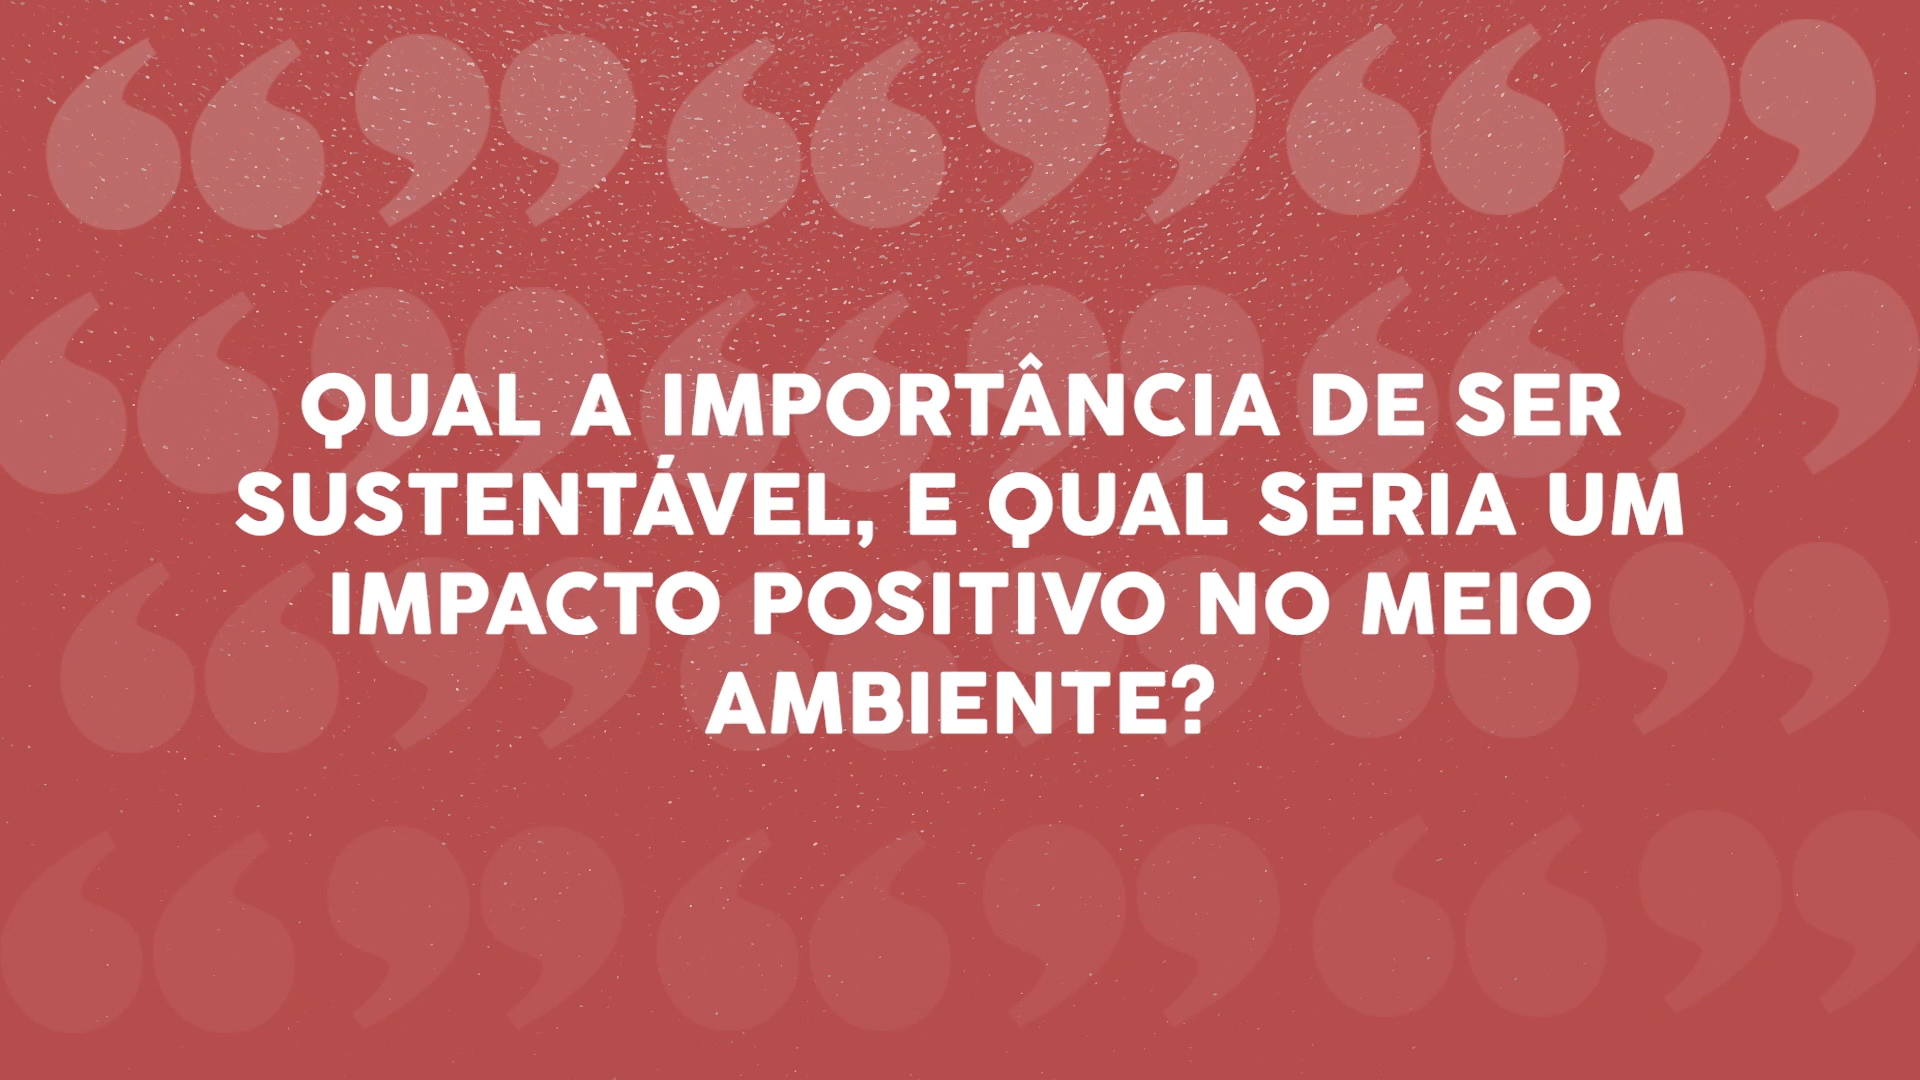 QUAL A IMPORTÂNCIA DE SER
SUSTENTÁVEL, E QUAL SERIA UM
IMPACTO POSITIVO NO MEIO
AMBIENTE?